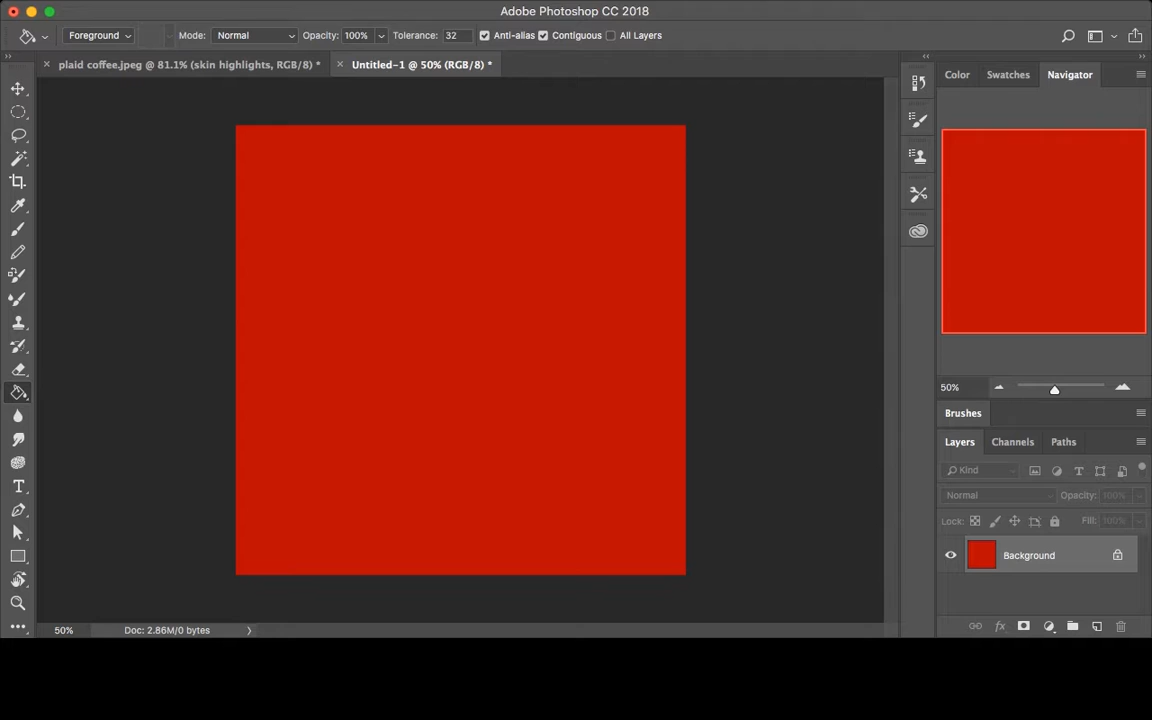 Adobe Photoshop CC 2018
Foreground Mode: Normal Opacity: 100% Tolerance: 32 Anti-alias Contiguous All Layers
plaid coffee.jpeg @ 81.1% (skin highlights, RGB/8) * Untitled-1 @ 50% (RGB/8) *
Color Swatches Navigator
50%
Brushes
Layers Channels Paths
Kind
Normal Opacity: 100%
Lock: Fill: 100%
Background
50% Doc: 2.86M/0 bytes